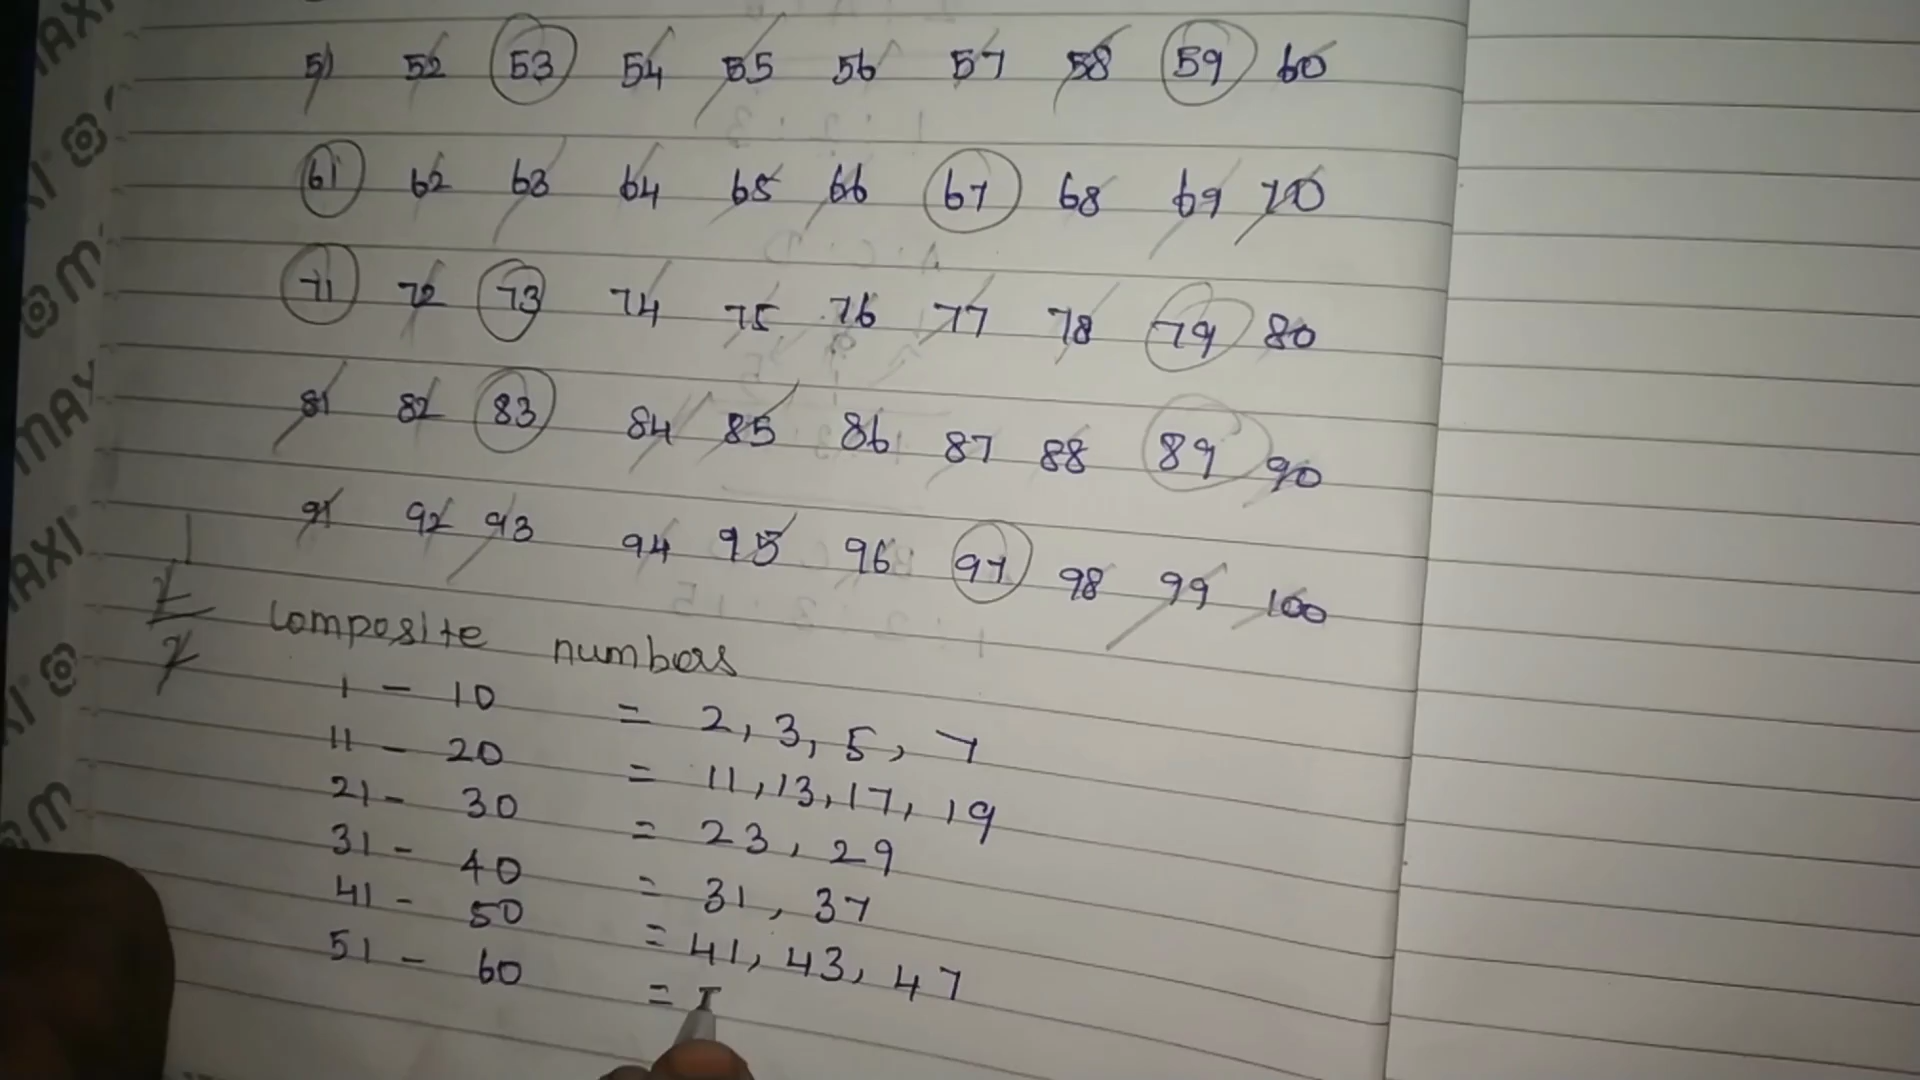 51 52 53 54 55 56 57 58 59 60
61 62 63 64 65 66 67 68 69 70
71 72 73 74 75 76 77 78 79 80
81 82 83 84 85 86 87 88 89 90
91 92 93 94 95 96 97 98 99 100
composite numbers
1 - 10 = 2, 3, 5, 7
11 - 20 = 11, 13, 17, 19
21 - 30 = 23, 29
31 - 40 = 31, 37
41 - 50 = 41, 43, 47
51 - 60 =
MAXI